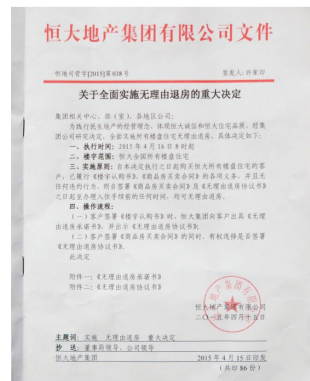 恒大地产集团有限公司文件
恒地司营字[2015]第038号 签发人：许家印
关于全面实施无理由退房的重大决定
集团相关中心、部（室）、各地区公司：
为践行民生地产的经营理念、体现恒大诚信和恒大住宅品质，经集
团公司研究决定，全面实施所有楼盘住宅无理由退房。具体决定如下：
一、执行时间：2015年4月16日8时起
二、楼宇范围：恒大全国所有楼盘住宅
三、实施原则：自本决定执行之日起购买恒大所有楼盘住宅的客
户，已履行《楼宇认购书》、《商品房买卖合同》的各项义务，并且无
任何违约行为，则自签署《商品房买卖合同》及《无理由退房协议书》
之日起至办理入住手续前的任何时间，均可无理由退房。
四、操作流程：
（一）客户签署《楼宇认购书》时，恒大集团向客户出具《无理
由退房承诺书》，并出示《无理由退房协议书》；
（二）客户签署《商品房买卖合同》的同时，有权选择是否签署
《无理由退房协议书》。
此决定
附件一：《无理由退房承诺书》
附件二：《无理由退房协议书》
恒大地产集团有限公司
二〇一五年四月十五日
主题词：实施 无理由退房 重大决定
抄 送：董事局领导、公司领导
恒大地产集团 2015年4月15日印发
（共印86份）